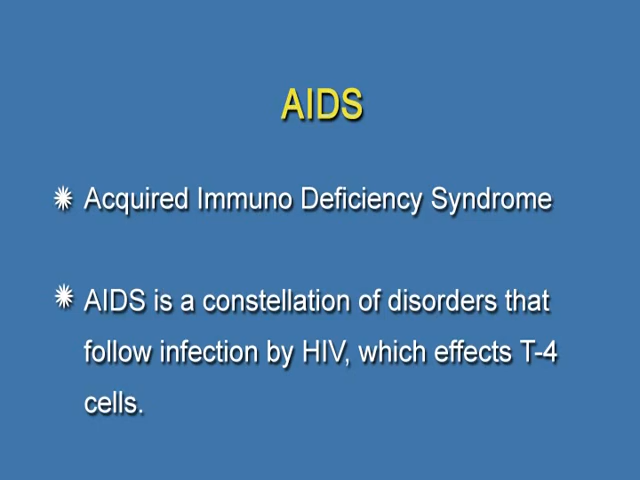 AIDS
Acquired Immuno Deficiency Syndrome
AIDS is a constellation of disorders that
follow infection by HIV, which effects T-4
cells.